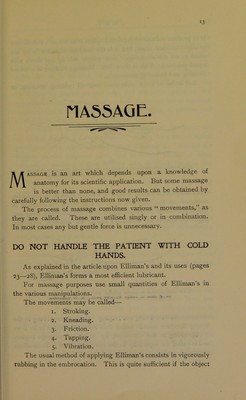 15
MASSAGE.
MASSAGE is an art which depends upon a knowledge of
anatomy for its scientific application. But some massage
is better than none, and good results can be obtained by
carefully following the instructions now given.
The process of massage combines various “ movements,” as
they are called. These are utilised singly or in combination.
In most cases any but gentle force is unnecessary.
DO NOT HANDLE THE PATIENT WITH COLD
HANDS.
As explained in the article upon Elliman's and its uses (pages
23—28), Elliman's forms a most efficient lubricant.
For massage purposes use small quantities of Elliman's in
the various manipulations.
The movements may be called—
1. Stroking.
2. Kneading.
3. Friction.
4. Tapping.
5. Vibration.
The usual method of applying Elliman's consists in vigorously
rubbing in the embrocation. This is quite sufficient if the object